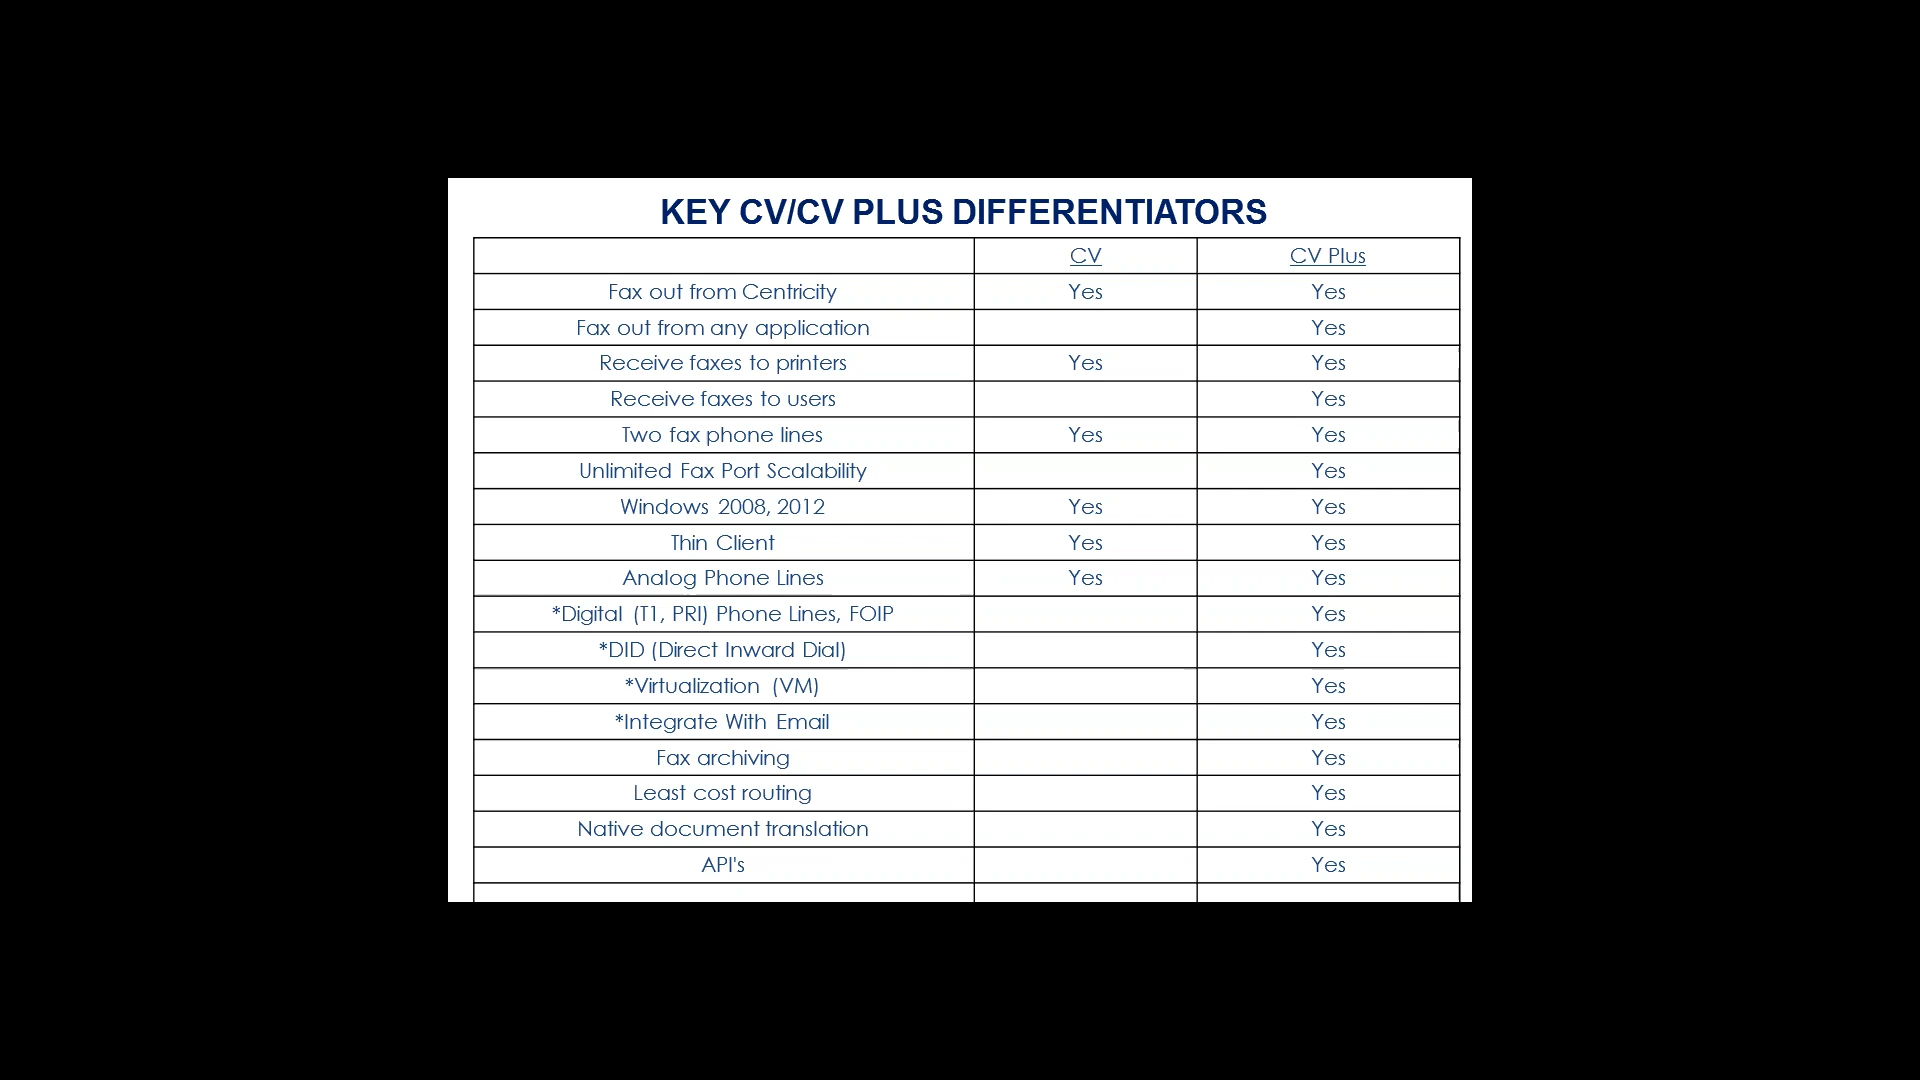 KEY CV/CV PLUS DIFFERENTIATORS
CV CV Plus
Fax out from Centricity Yes Yes
Fax out from any application Yes
Receive faxes to printers Yes Yes
Receive faxes to users Yes
Two fax phone lines Yes Yes
Unlimited Fax Port Scalability Yes
Windows 2008, 2012 Yes Yes
Thin Client Yes Yes
Analog Phone Lines Yes Yes
*Digital (T1, PRI) Phone Lines, FOIP Yes
*DID (Direct Inward Dial) Yes
*Virtualization (VM) Yes
*Integrate With Email Yes
Fax archiving Yes
Least cost routing Yes
Native document translation Yes
API's Yes